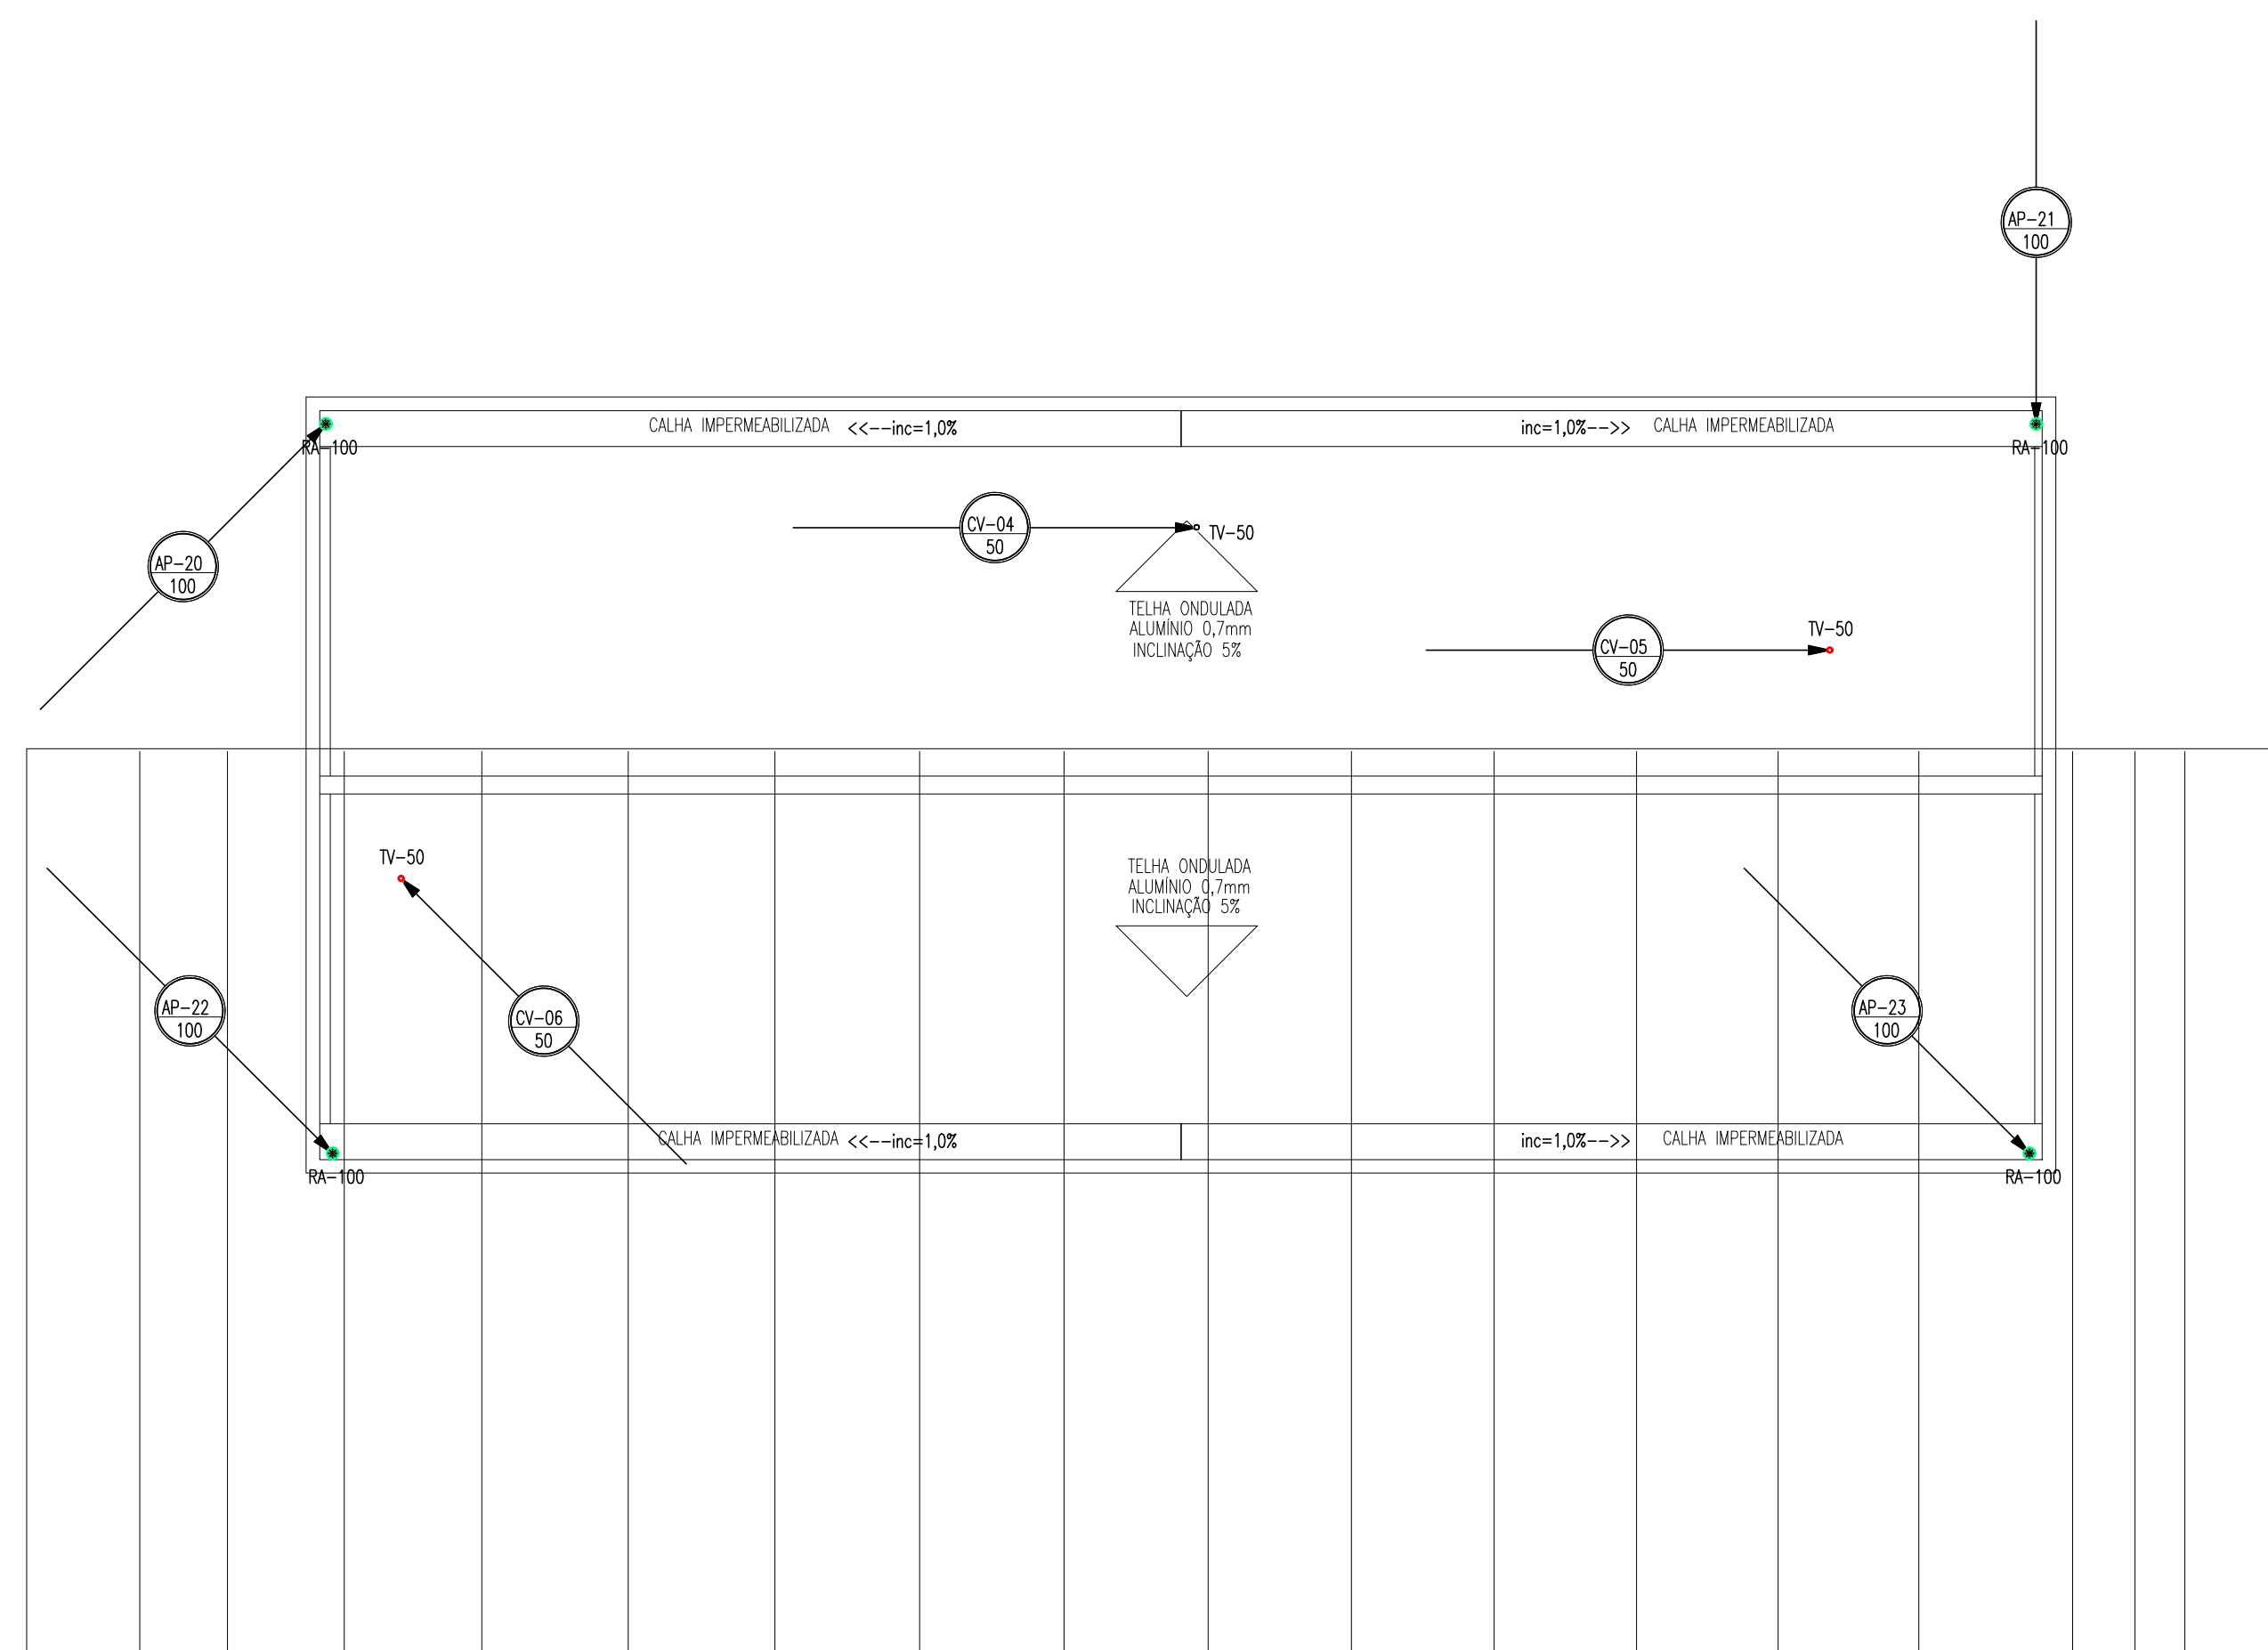 AP-21
100
CALHA IMPERMEABILIZADA <<--inc=1,0%
inc=1,0%-->> CALHA IMPERMEABILIZADA
RA-100
RA-100
CV-04
50
TV-50
AP-20
100
TELHA ONDULADA
ALUMÍNIO 0,7mm
INCLINAÇÃO 5%
TV-50
CV-05
50
TV-50
TELHA ONDULADA
ALUMÍNIO 0,7mm
INCLINAÇÃO 5%
AP-22
100
CV-06
50
AP-23
100
CALHA IMPERMEABILIZADA <<--inc=1,0%
inc=1,0%-->> CALHA IMPERMEABILIZADA
RA-100
RA-100